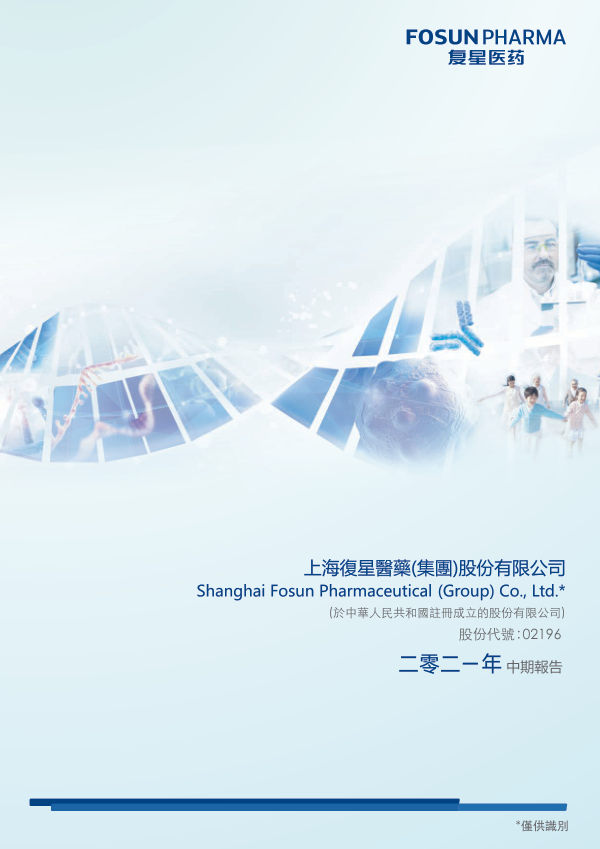 FOSUN PHARMA
复星医药
上海復星醫藥(集團)股份有限公司
Shanghai Fosun Pharmaceutical (Group) Co., Ltd.*
(於中華人民共和國註冊成立的股份有限公司)
股份代號：02196
二零二一年 中期報告
*僅供識別